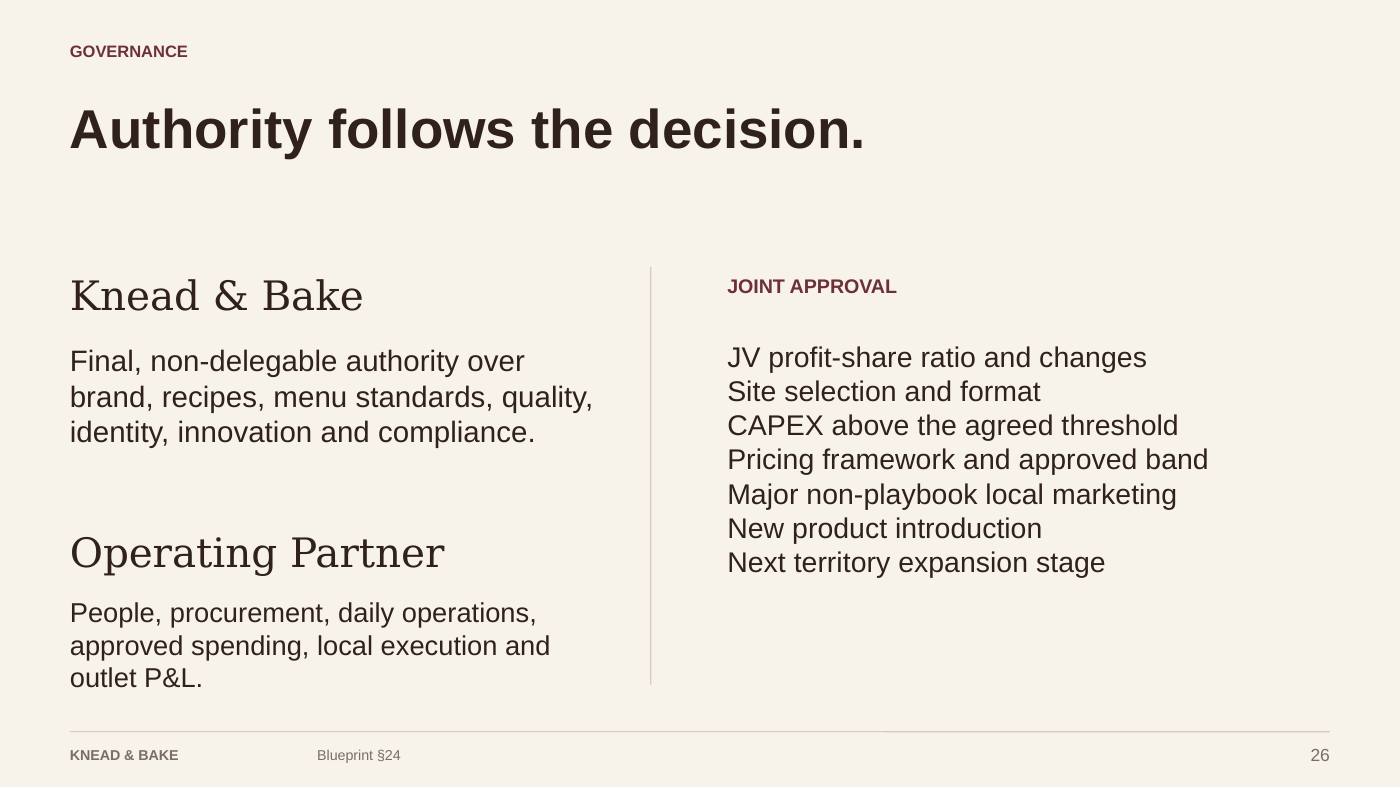 GOVERNANCE
Authority follows the decision.
Knead & Bake
Final, non-delegable authority over
brand, recipes, menu standards, quality,
identity, innovation and compliance.
Operating Partner
People, procurement, daily operations,
approved spending, local execution and
outlet P&L.
JOINT APPROVAL
JV profit-share ratio and changes
Site selection and format
CAPEX above the agreed threshold
Pricing framework and approved band
Major non-playbook local marketing
New product introduction
Next territory expansion stage
KNEAD & BAKE
Blueprint §24
26